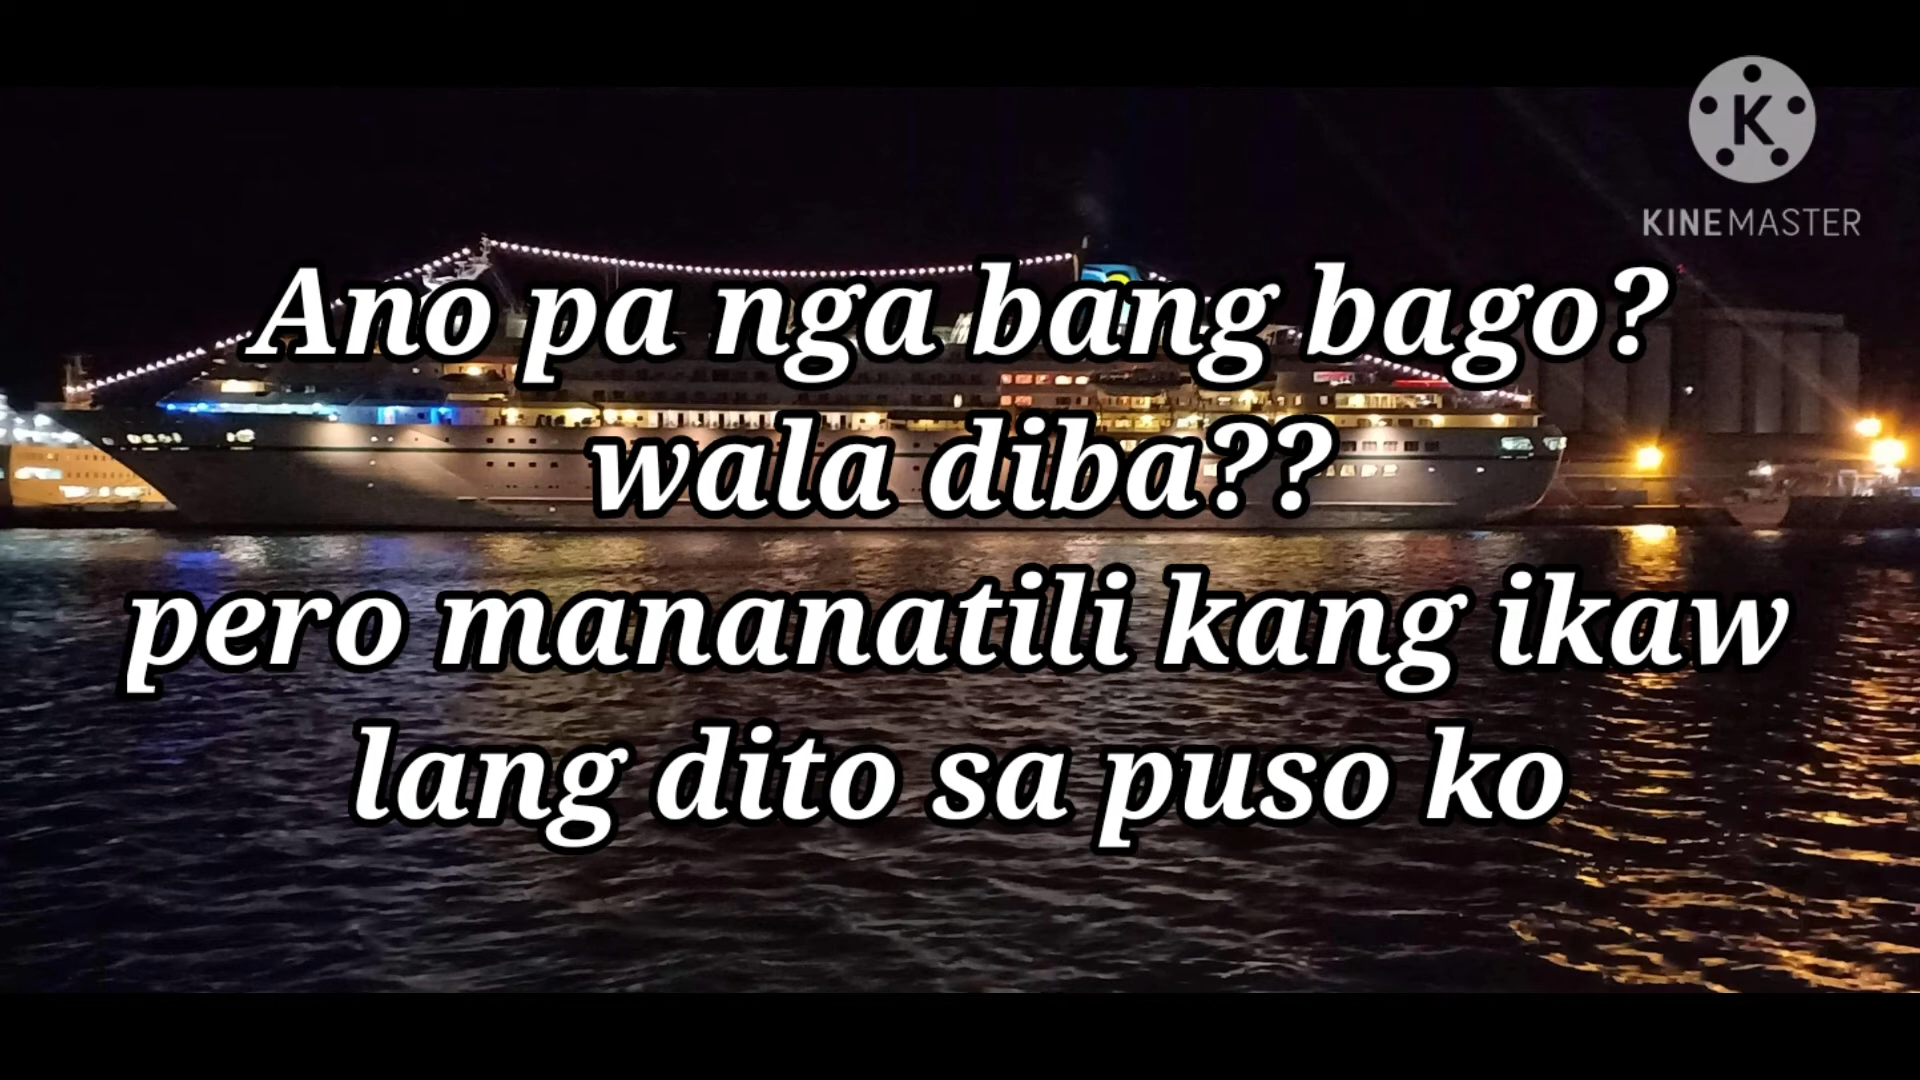 KINEMASTER
Ano pa nga bang bago?
wala diba??
pero mananatili kang ikaw
lang dito sa puso ko